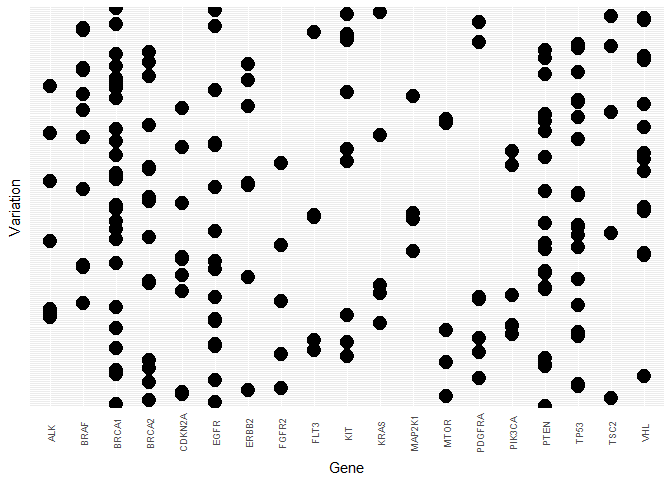 Variation
ALK
BRAF
BRCA1
BRCA2
CDKN2A
EGFR
ERBB2
FGFR2
FLT3
KIT
KRAS
MAP2K1
MTOR
PDGFRA
PIK3CA
PTEN
TP53
TSC2
VHL
Gene